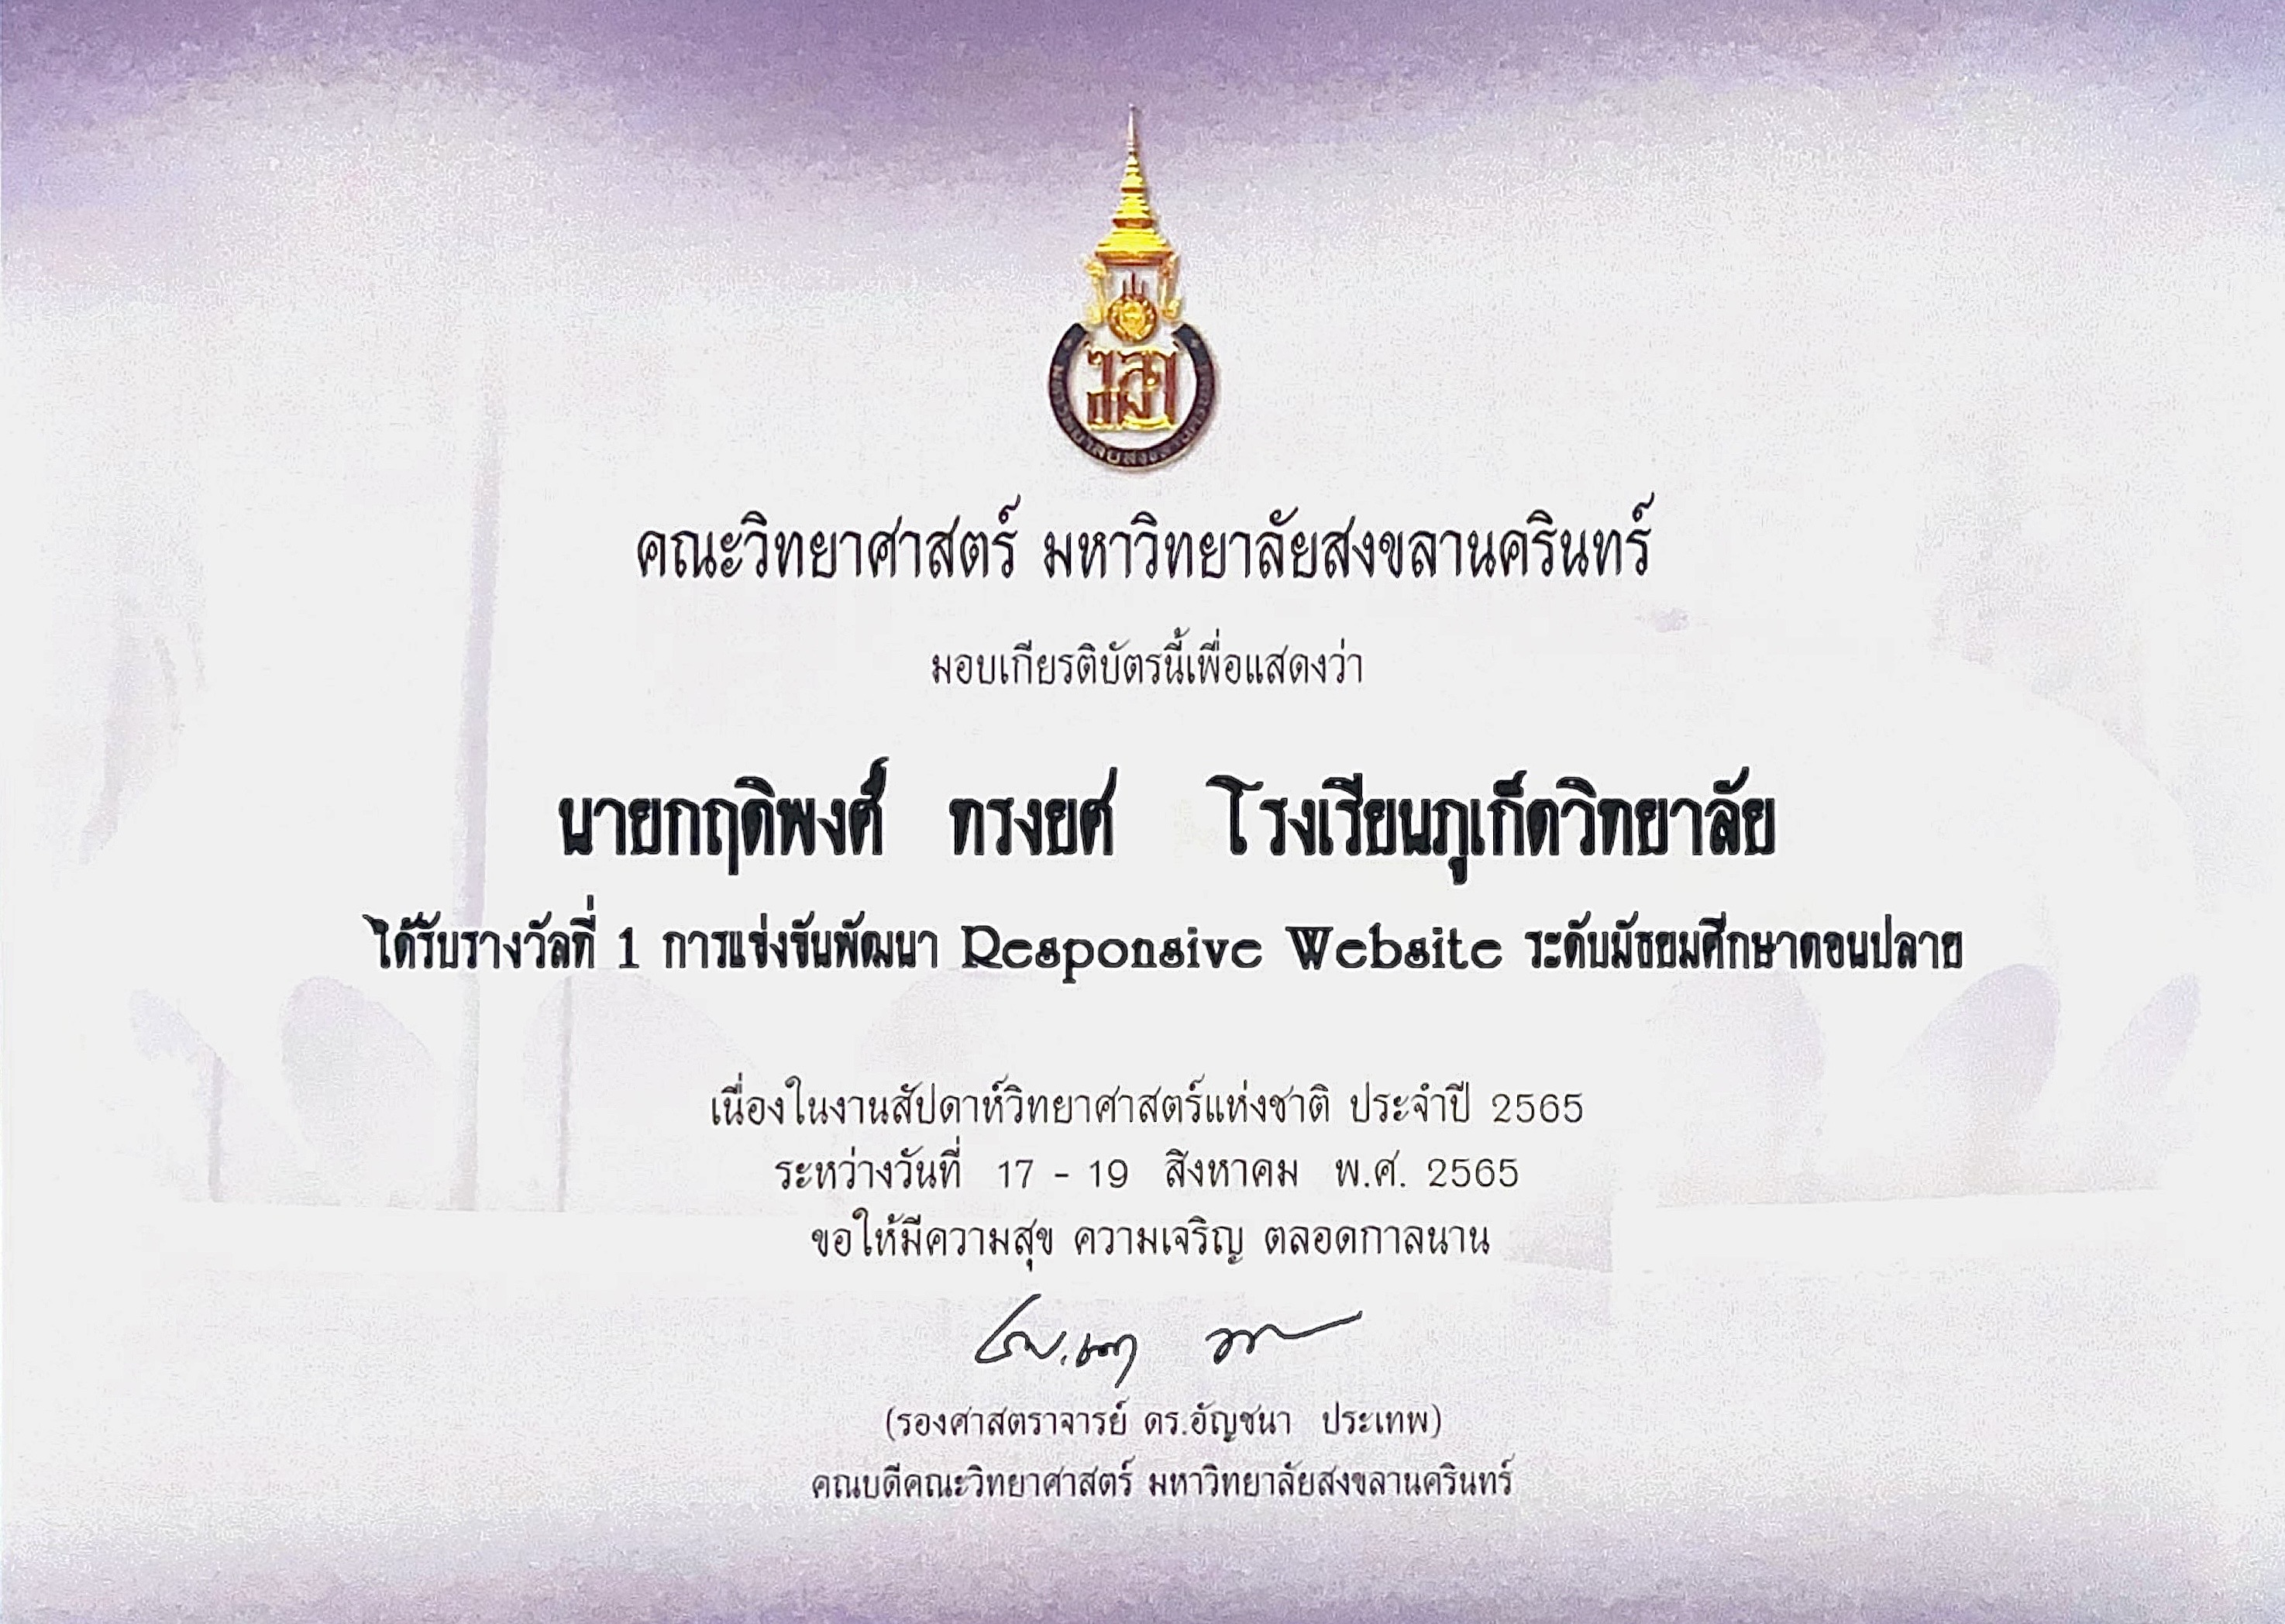 คณะวิทยาศาสตร์ มหาวิทยาลัยสงขลานครินทร์
มอบเกียรติบัตรนี้เพื่อแสดงว่า
นายกฤติพงศ์ ทรงยศ โรงเรียนภูเก็ตวิทยาลัย
ได้รับรางวัลที่ 1 การแข่งขันพัฒนา Responsive Website ระดับมัธยมศึกษาตอนปลาย
เนื่องในงานสัปดาห์วิทยาศาสตร์แห่งชาติ ประจำปี 2565
ระหว่างวันที่ 17 - 19 สิงหาคม พ.ศ. 2565
ขอให้มีความสุข ความเจริญ ตลอดกาลนาน
(รองศาสตราจารย์ ดร.อัญชนา ประเทพ)
คณบดีคณะวิทยาศาสตร์ มหาวิทยาลัยสงขลานครินทร์